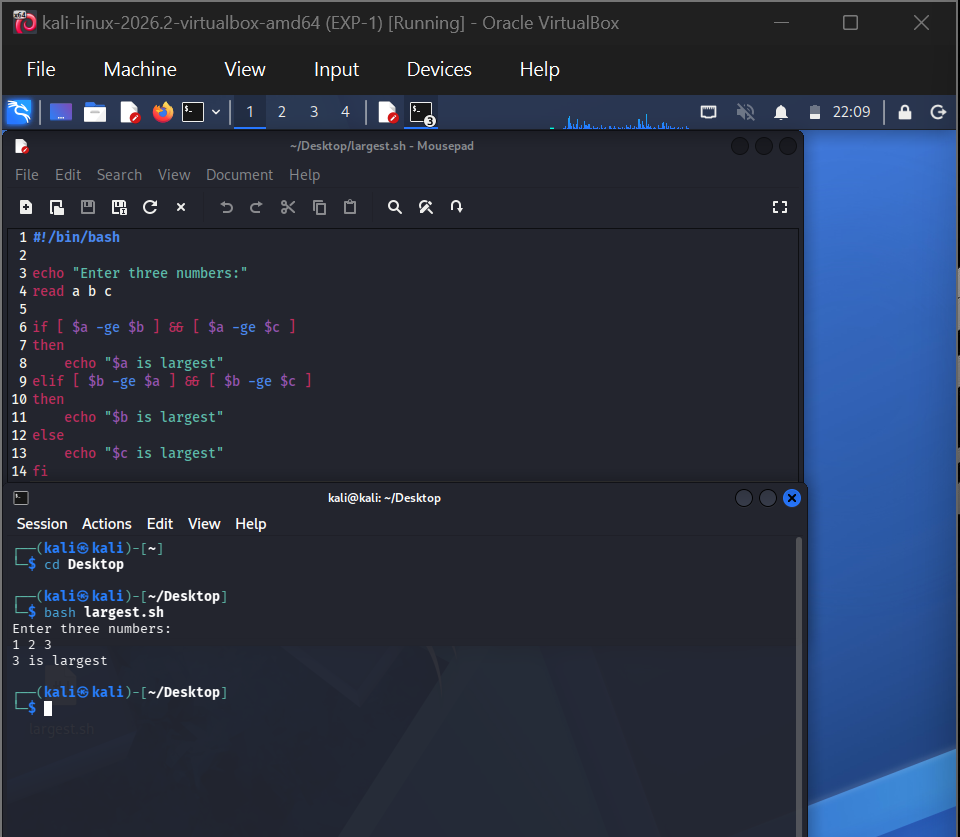 kali-linux-2026.2-virtualbox-amd64 (EXP-1) [Running] - Oracle VirtualBox
File Machine View Input Devices Help
1 2 3 4 3 22:09
~/Desktop/largest.sh - Mousepad
File Edit Search View Document Help
1 #!/bin/bash
2
3 echo "Enter three numbers:"
4 read a b c
5
6 if [ $a -ge $b ] && [ $a -ge $c ]
7 then
8     echo "$a is largest"
9 elif [ $b -ge $a ] && [ $b -ge $c ]
10 then
11     echo "$b is largest"
12 else
13     echo "$c is largest"
14 fi
kali@kali: ~/Desktop
Session Actions Edit View Help
┌──(kali㉿kali)-[~]
└─$ cd Desktop
┌──(kali㉿kali)-[~/Desktop]
└─$ bash largest.sh
Enter three numbers:
1 2 3
3 is largest
┌──(kali㉿kali)-[~/Desktop]
└─$
largest.sh